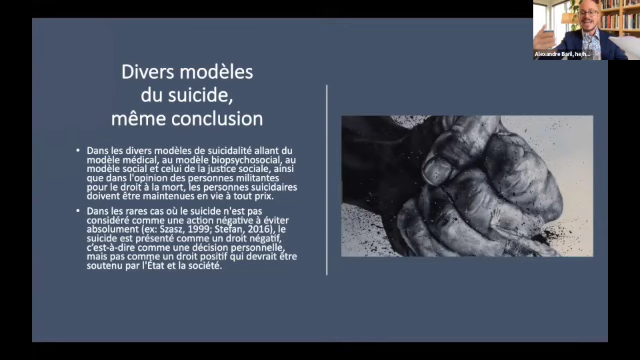 Alexandre Baril, he/h...
Divers modèles
du suicide,
même conclusion
• Dans les divers modèles de suicidalité allant du
modèle médical, au modèle biopsychosocial, au
modèle social et celui de la justice sociale, ainsi
que dans l'opinion des personnes militantes
pour le droit à la mort, les personnes suicidaires
doivent être maintenues en vie à tout prix.
• Dans les rares cas où le suicide n'est pas
considéré comme une action négative à éviter
absolument (ex: Szasz, 1999; Stefan, 2016), le
suicide est présenté comme un droit négatif,
c'est-à-dire comme une décision personnelle,
mais pas comme un droit positif qui devrait être
soutenu par l'État et la société.